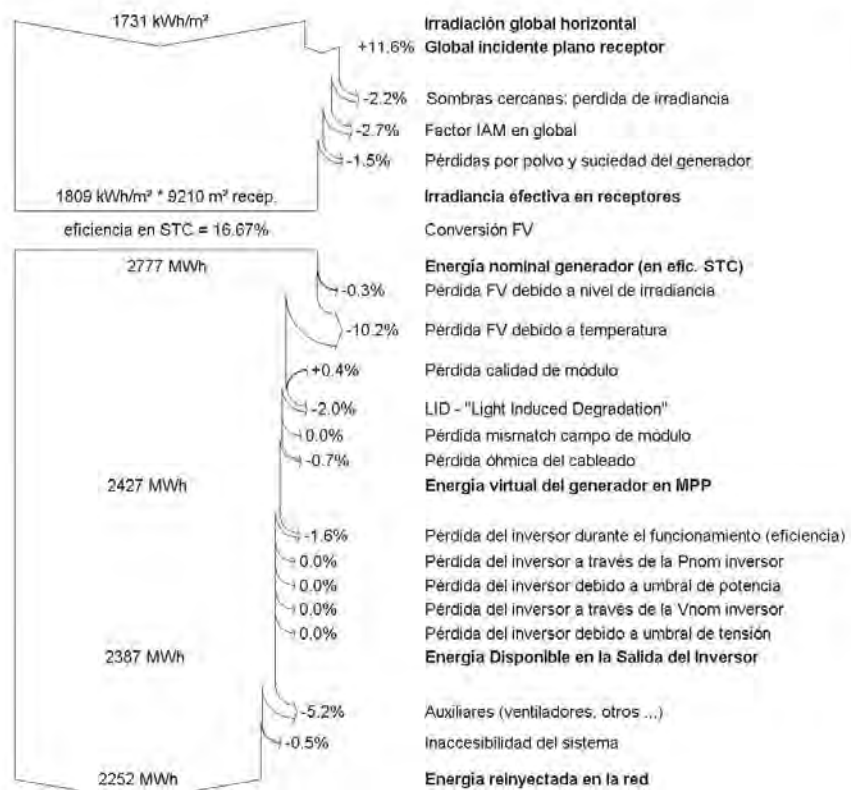 1731 kWh/m² Irradiación global horizontal
+11.6% Global incidente plano receptor
-2.2% Sombras cercanas: perdida de irradiancia
-2.7% Factor IAM en global
-1.5% Pérdidas por polvo y suciedad del generador
1809 kWh/m² * 9210 m² recep. Irradiancia efectiva en receptores
eficiencia en STC = 16.67% Conversión FV
2777 MWh Energía nominal generador (en efic. STC)
-0.3% Pérdida FV debido a nivel de irradiancia
-10.2% Pérdida FV debido a temperatura
+0.4% Pérdida calidad de módulo
-2.0% LID - "Light Induced Degradation"
0.0% Pérdida mismatch campo de módulo
-0.7% Pérdida óhmica del cableado
2427 MWh Energía virtual del generador en MPP
-1.6% Pérdida del inversor durante el funcionamiento (eficiencia)
0.0% Pérdida del inversor a través de la Pnom inversor
0.0% Pérdida del inversor debido a umbral de potencia
0.0% Pérdida del inversor a través de la Vnom inversor
0.0% Pérdida del inversor debido a umbral de tensión
2387 MWh Energía Disponible en la Salida del Inversor
-5.2% Auxiliares (ventiladores, otros ...)
-0.5% Inaccesibilidad del sistema
2252 MWh Energía reinyectada en la red